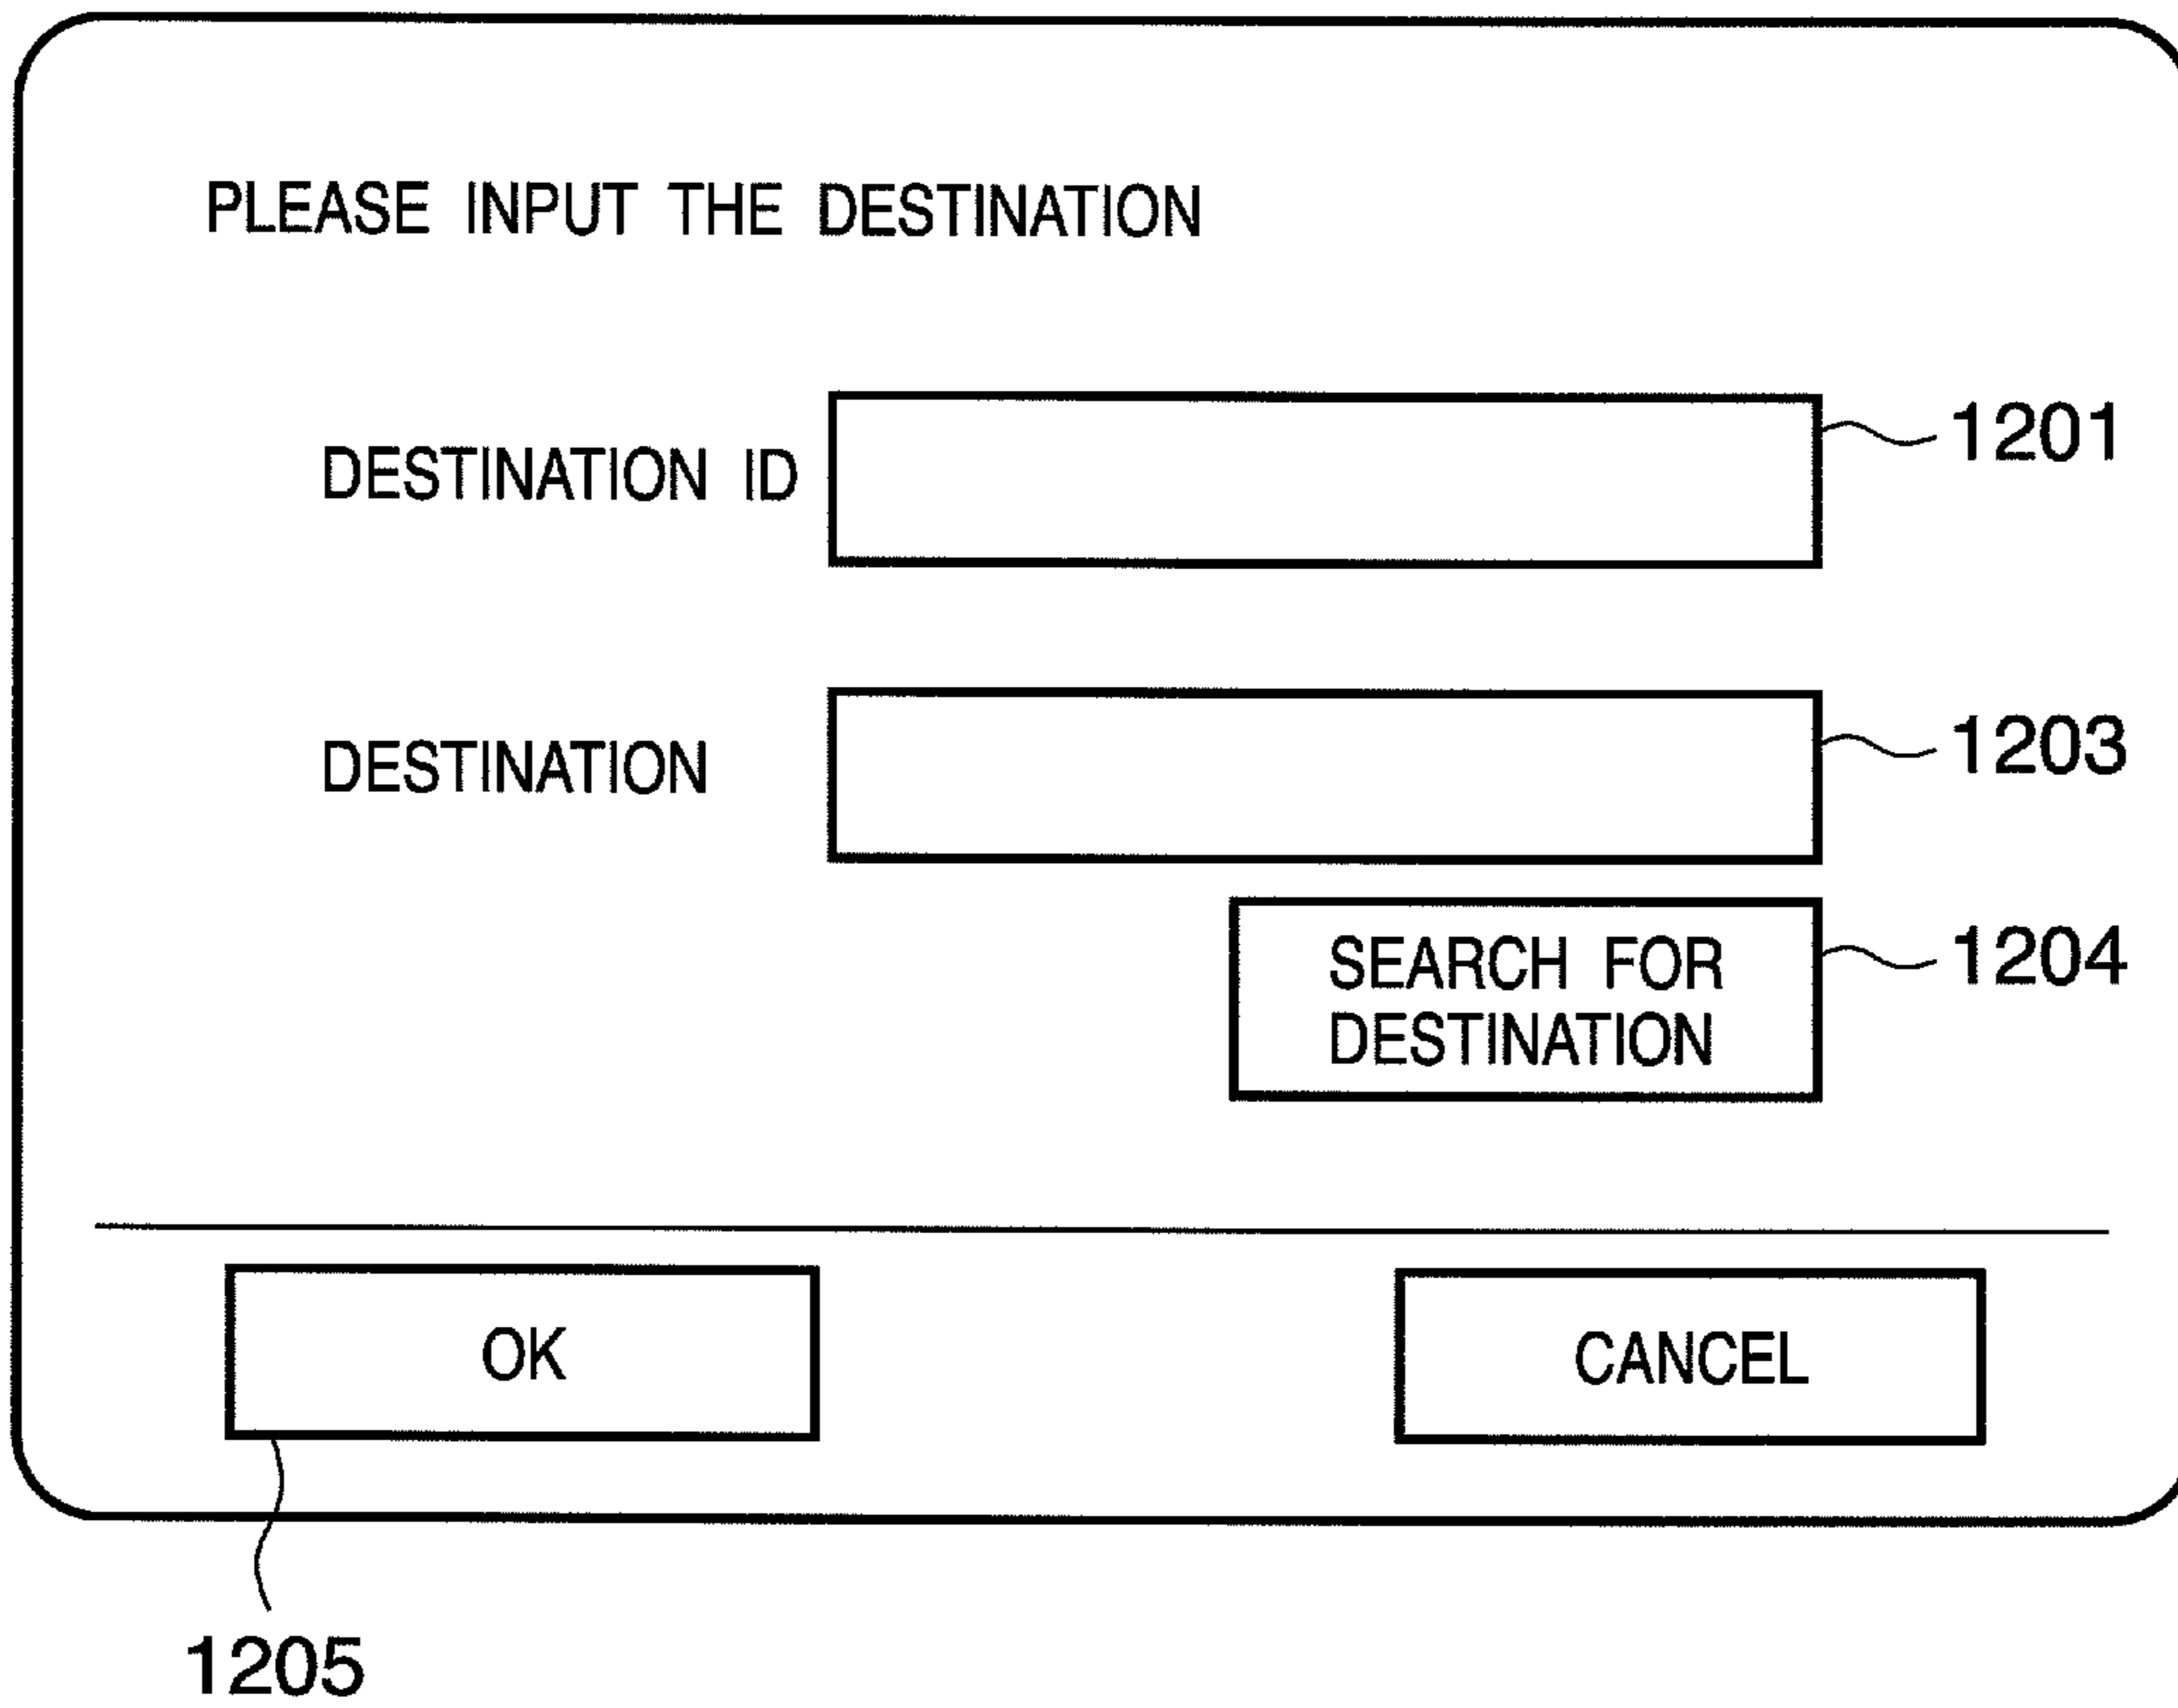 PLEASE INPUT THE DESTINATION
DESTINATION ID
1201
DESTINATION
1203
SEARCH FOR
DESTINATION
1204
OK
CANCEL
1205